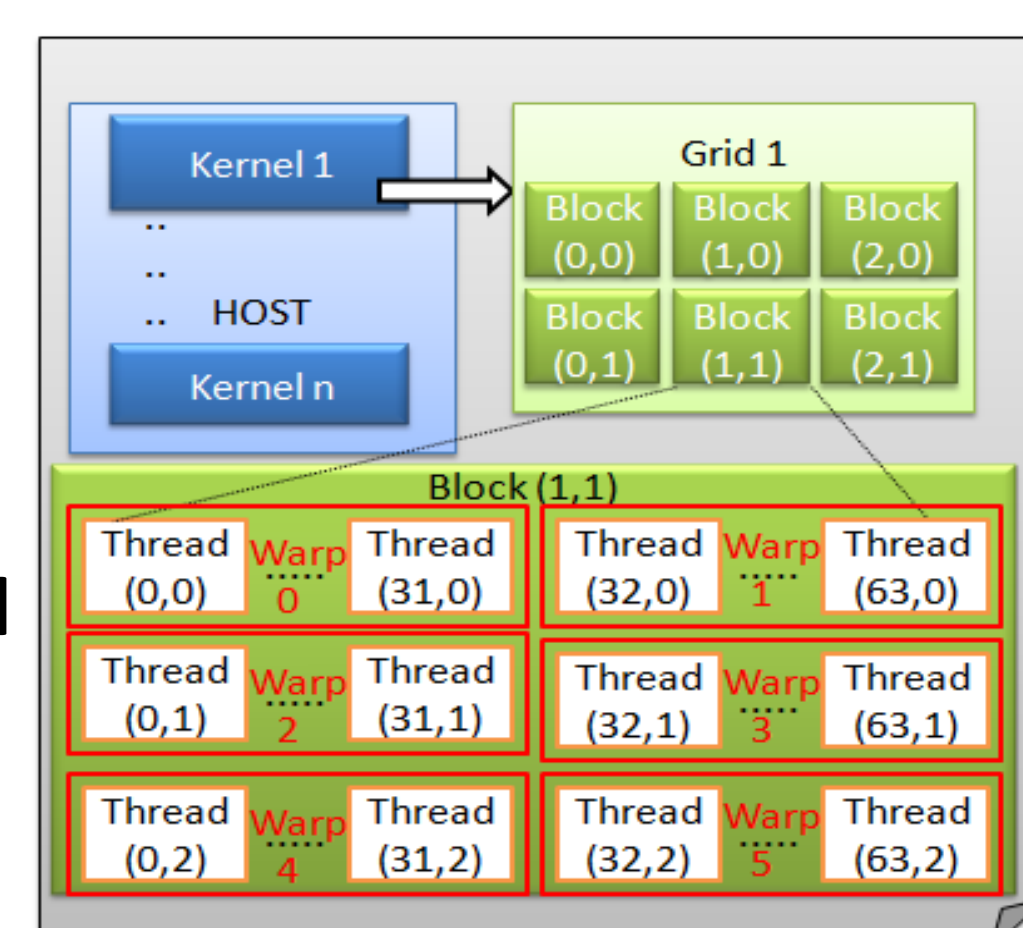 Kernel 1
..
..
.. HOST
Kernel n
Grid 1
Block Block Block
(0,0) (1,0) (2,0)
Block Block Block
(0,1) (1,1) (2,1)
Block (1,1)
Thread Warp Thread Thread Warp Thread
(0,0) ..... 0 (31,0) (32,0) ..... 1 (63,0)
Thread Warp Thread Thread Warp Thread
(0,1) ..... 2 (31,1) (32,1) ..... 3 (63,1)
Thread Warp Thread Thread Warp Thread
(0,2) ..... 4 (31,2) (32,2) ..... 5 (63,2)